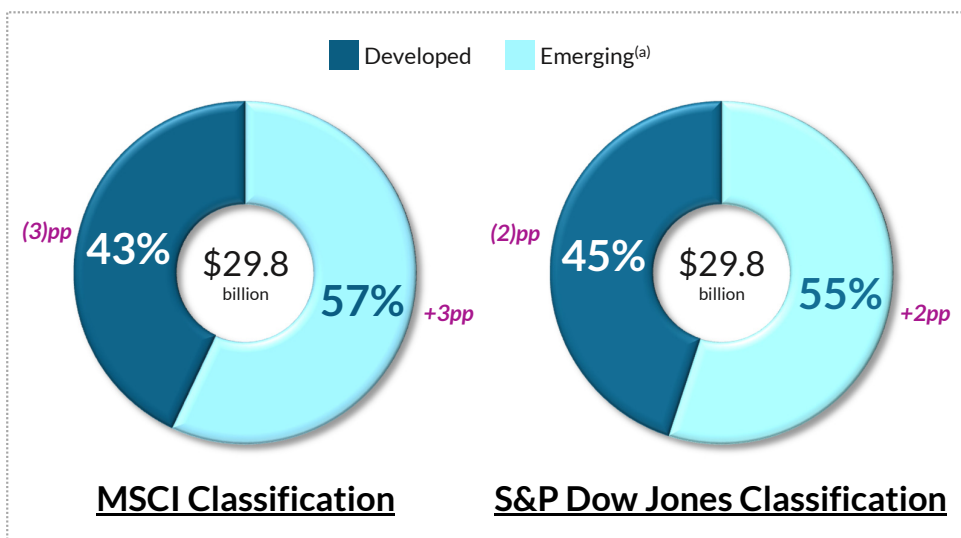 Developed Emerging(a)
(3)pp 43% $29.8 billion 57% +3pp
(2)pp 45% $29.8 billion 55% +2pp
MSCI Classification
S&P Dow Jones Classification